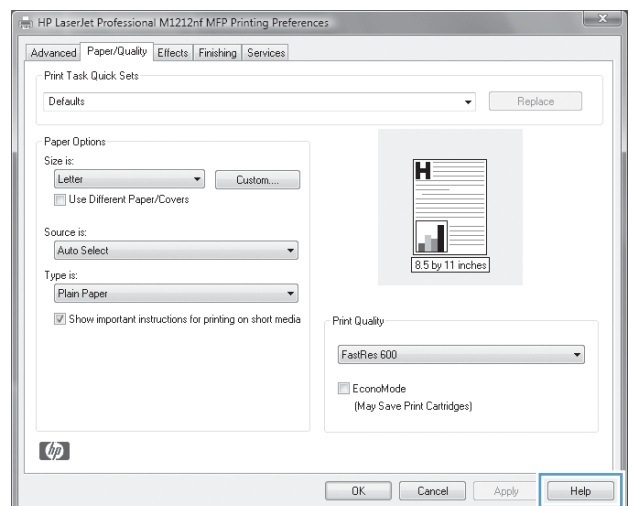 HP LaserJet Professional M1212nf MFP Printing Preferences
Advanced Paper/Quality Effects Finishing Services
Print Task Quick Sets
Defaults
Replace
Paper Options
Size is:
Letter
Custom....
Use Different Paper/Covers
Source is:
Auto Select
Type is:
Plain Paper
Show important instructions for printing on short media
H
8.5 by 11 inches
Print Quality
FastRes 600
EconoMode
(May Save Print Cartridges)
hp
OK Cancel Apply Help